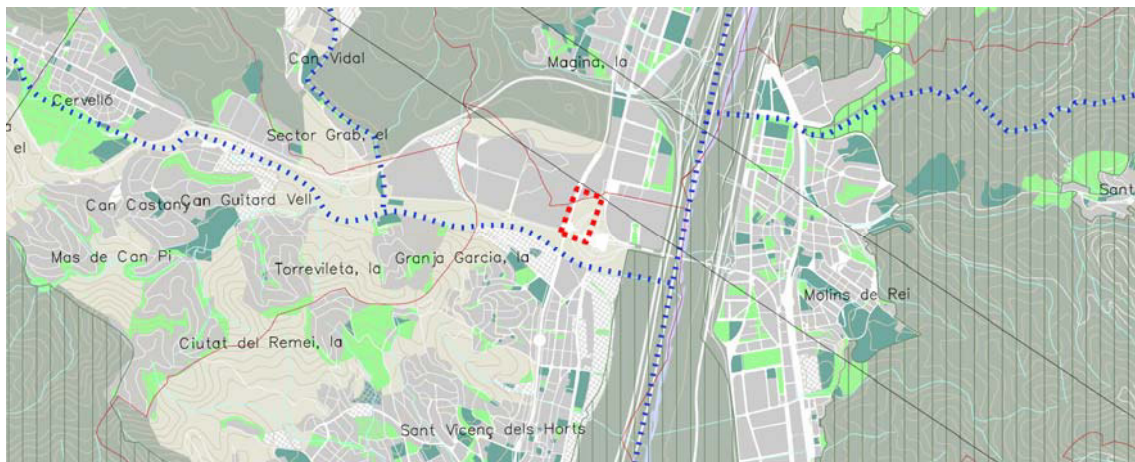 Can Vidal
Magina, la
Cervelló
Sector Grab, el
a
el
Can Castany
Can Guitard Vell
Sant
Mas de Can Pi
Torrevileta, la
Granja Garcia, la
Molins de Rei
Ciutat del Remei, la
Sant Vicenç dels Horts